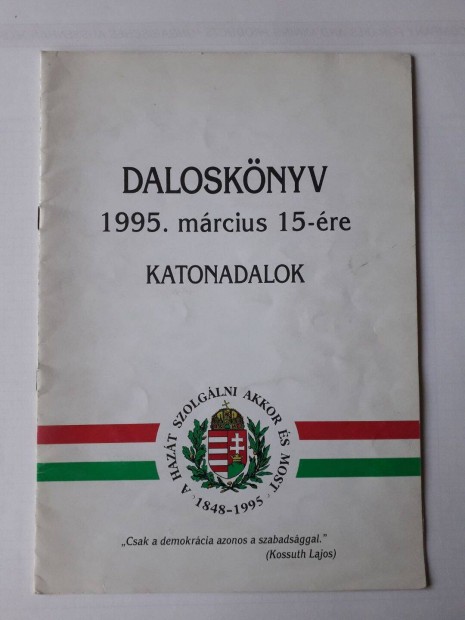 DALOSKÖNYV
1995. március 15-ére
KATONADALOK
A HAZÁT SZOLGÁLNI AKKOR ÉS MOST
1848-1995
„Csak a demokrácia azonos a szabadsággal."
(Kossuth Lajos)